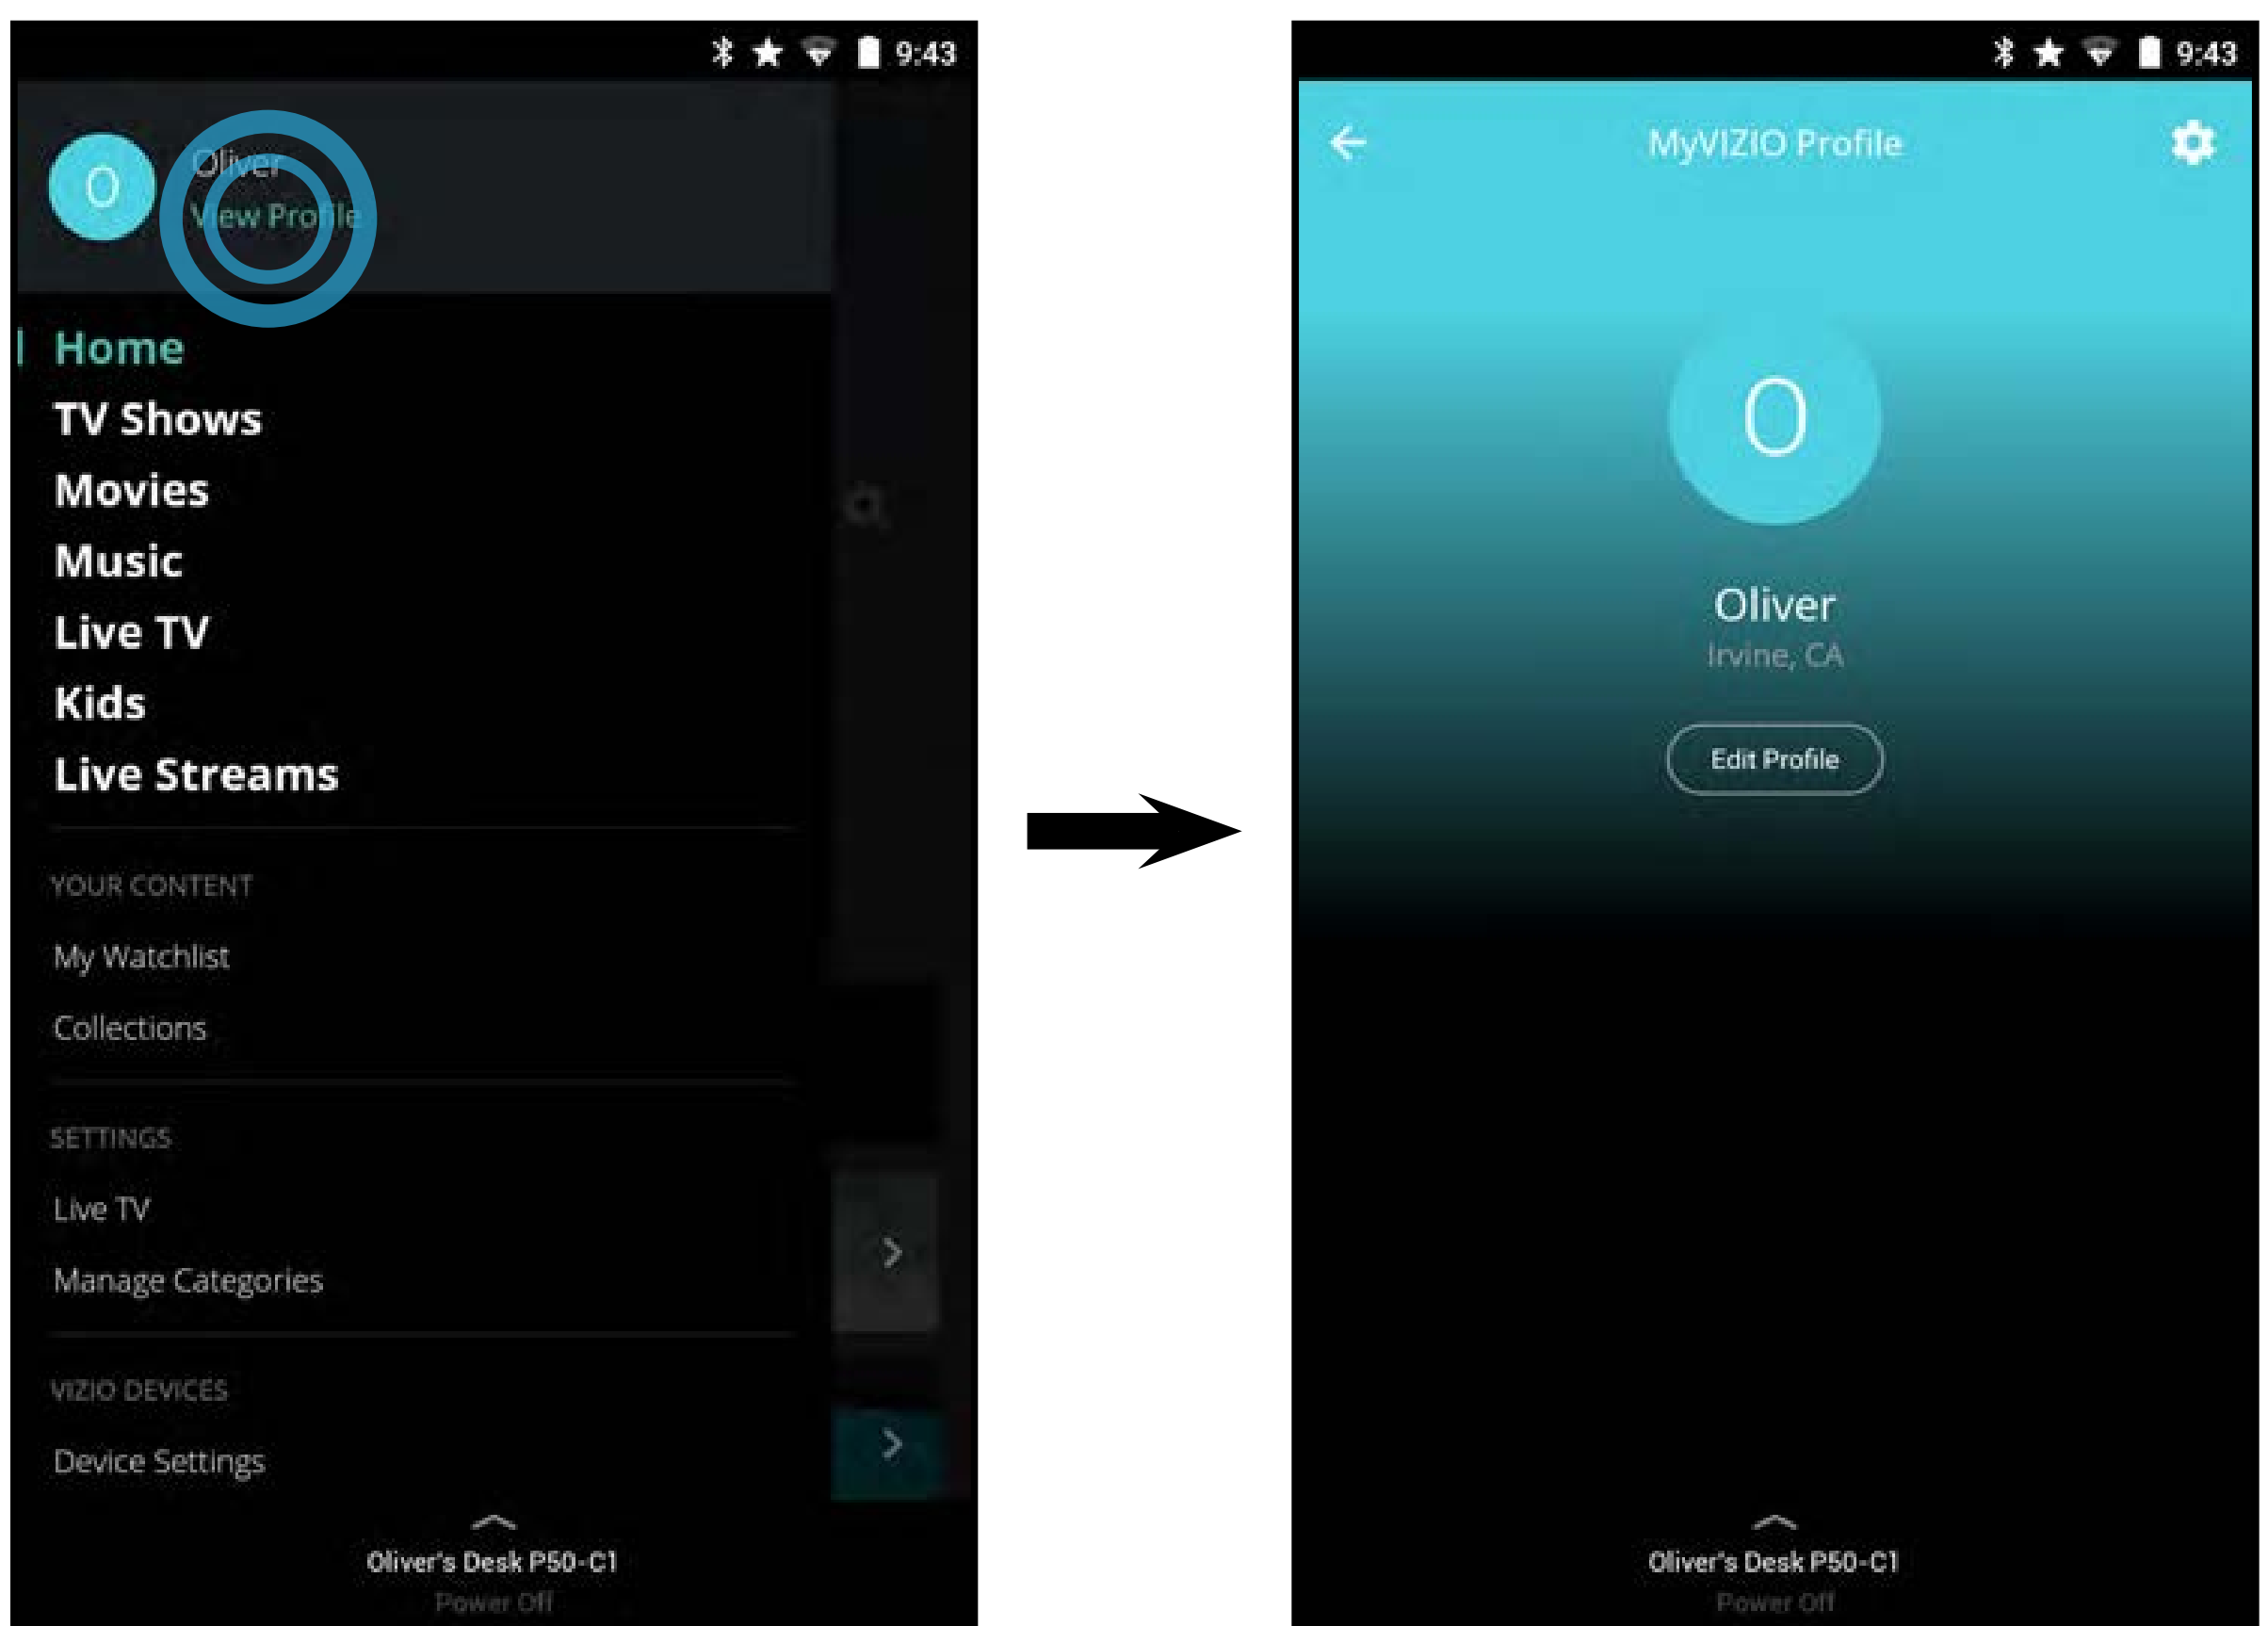 9:43
O
Oliver
View Profile
Home
TV Shows
Movies
Music
Live TV
Kids
Live Streams
YOUR CONTENT
My Watchlist
Collections
SETTINGS
Live TV
Manage Categories
VIZIO DEVICES
Device Settings
Oliver's Desk P50-C1
Power Off
9:43
MyVIZIO Profile
O
Oliver
Irvine, CA
Edit Profile
Oliver's Desk P50-C1
Power Off